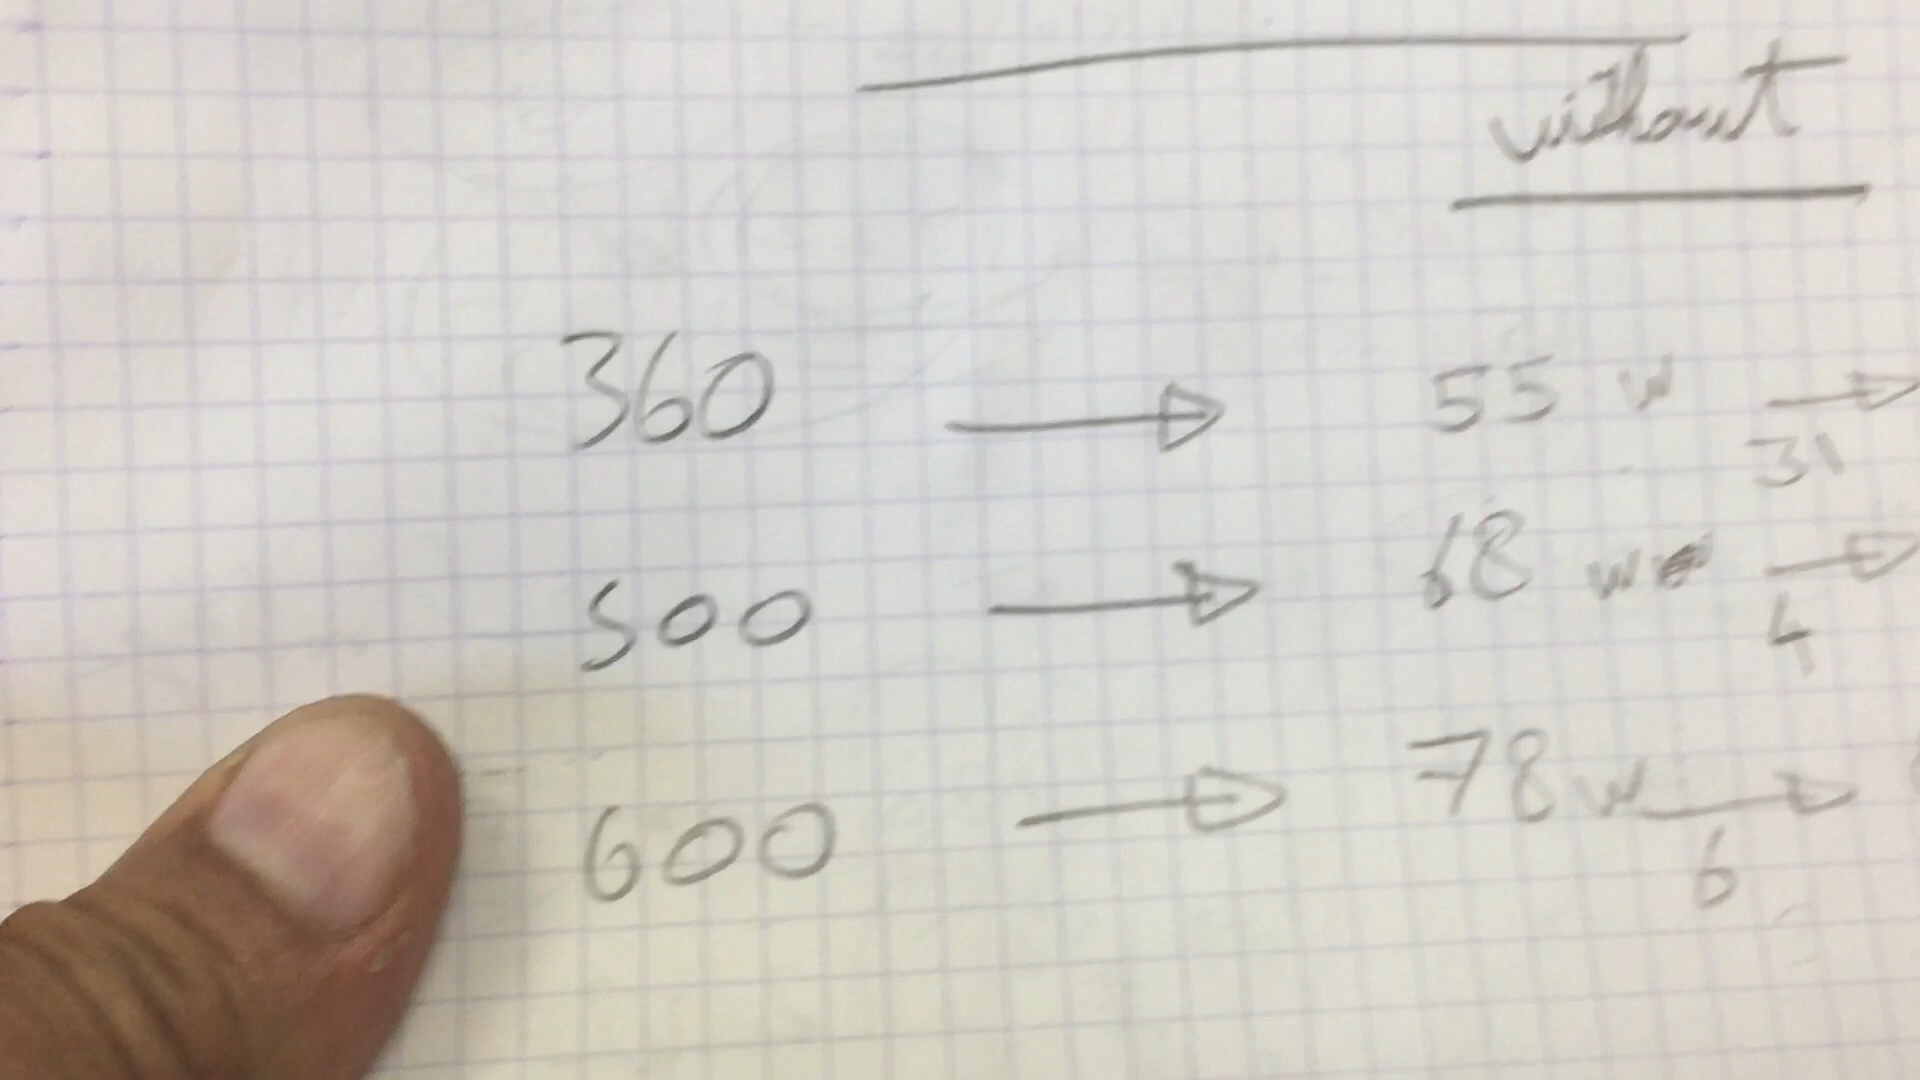 without
360 → 55 w →
31
500 → 68 w →
4
600 → 78 w →
6